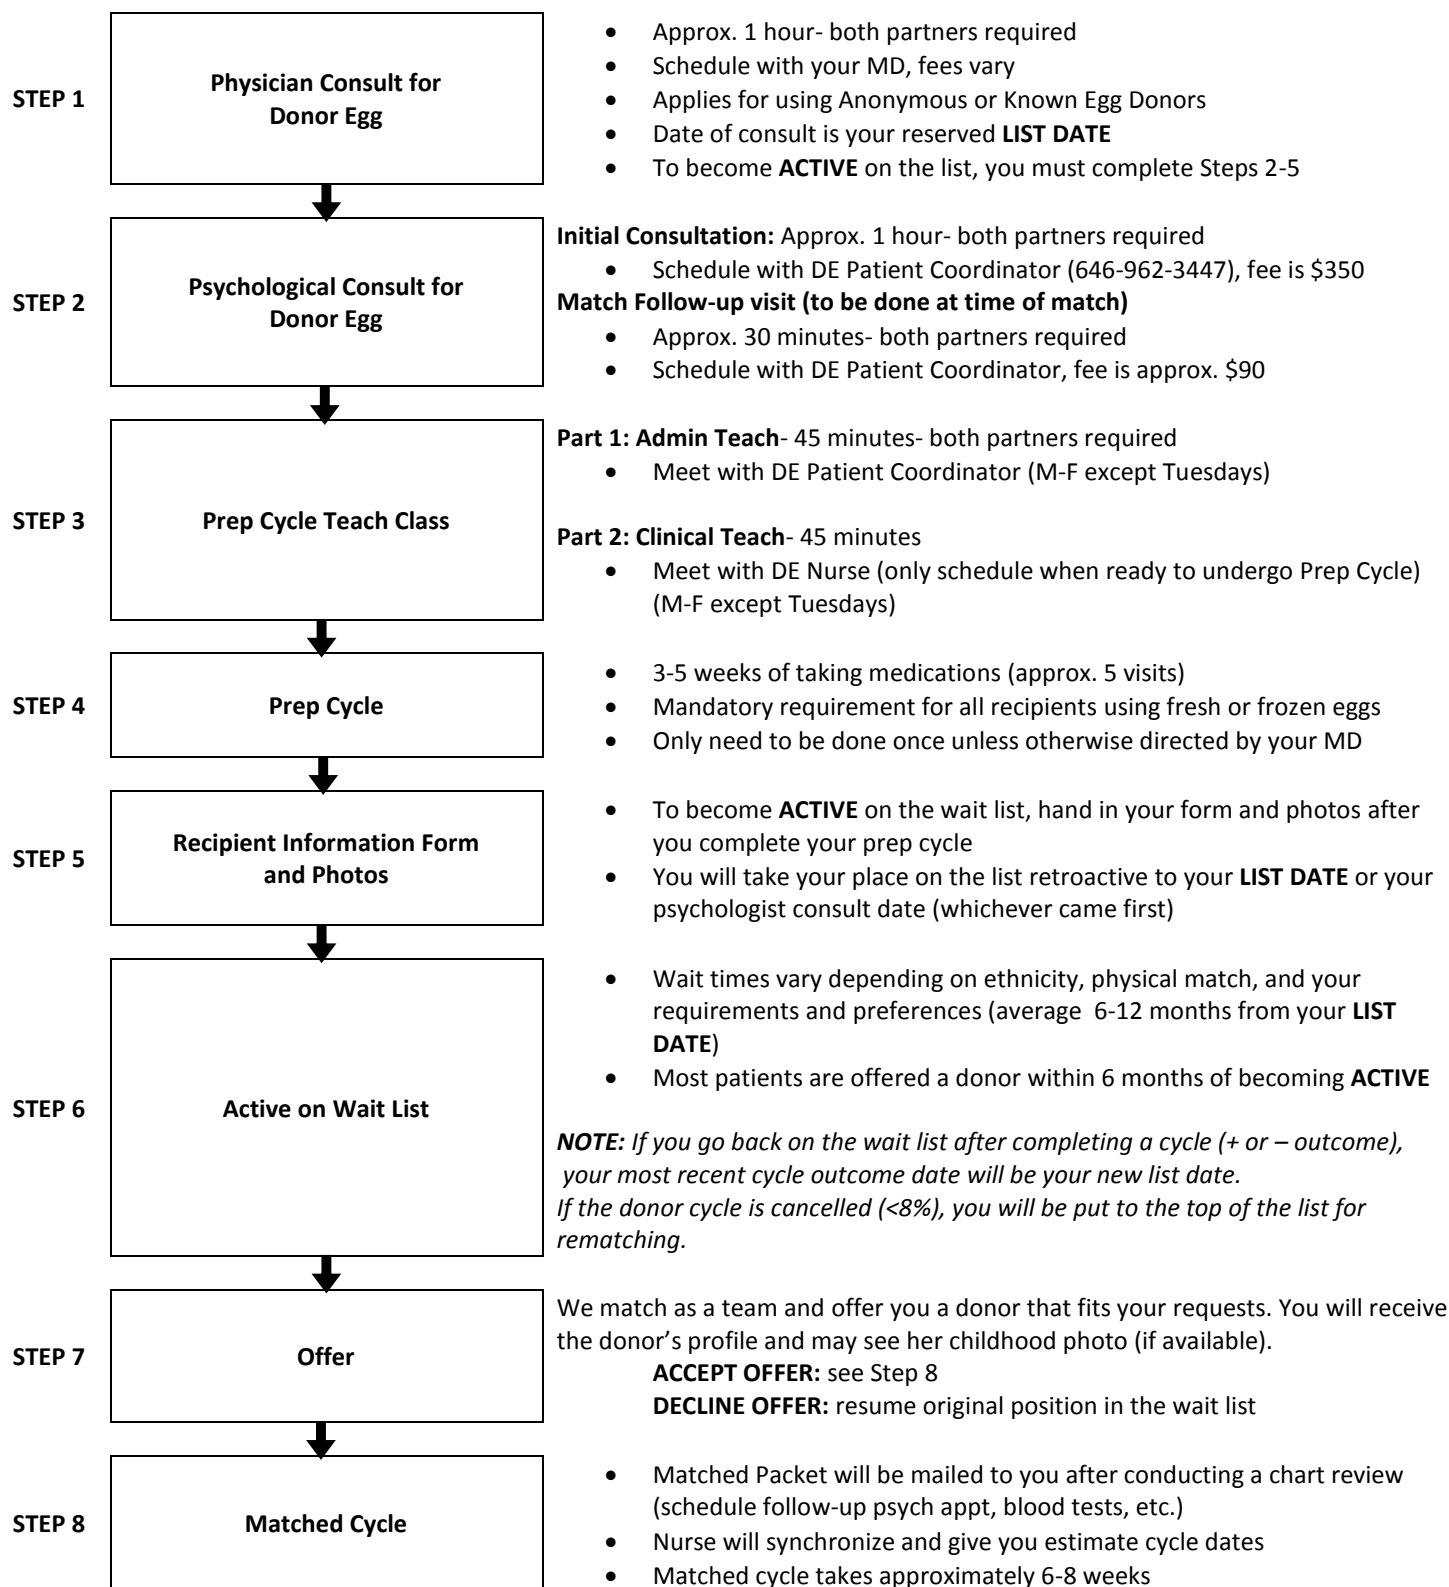 STEP 1
Physician Consult for
Donor Egg
• Approx. 1 hour- both partners required
• Schedule with your MD, fees vary
• Applies for using Anonymous or Known Egg Donors
• Date of consult is your reserved LIST DATE
• To become ACTIVE on the list, you must complete Steps 2-5
STEP 2
Psychological Consult for
Donor Egg
Initial Consultation: Approx. 1 hour- both partners required
• Schedule with DE Patient Coordinator (646-962-3447), fee is $350
Match Follow-up visit (to be done at time of match)
• Approx. 30 minutes- both partners required
• Schedule with DE Patient Coordinator, fee is approx. $90
STEP 3
Prep Cycle Teach Class
Part 1: Admin Teach- 45 minutes- both partners required
• Meet with DE Patient Coordinator (M-F except Tuesdays)
Part 2: Clinical Teach- 45 minutes
• Meet with DE Nurse (only schedule when ready to undergo Prep Cycle)
(M-F except Tuesdays)
STEP 4
Prep Cycle
• 3-5 weeks of taking medications (approx. 5 visits)
• Mandatory requirement for all recipients using fresh or frozen eggs
• Only need to be done once unless otherwise directed by your MD
STEP 5
Recipient Information Form
and Photos
• To become ACTIVE on the wait list, hand in your form and photos after
you complete your prep cycle
• You will take your place on the list retroactive to your LIST DATE or your
psychologist consult date (whichever came first)
STEP 6
Active on Wait List
• Wait times vary depending on ethnicity, physical match, and your
requirements and preferences (average 6-12 months from your LIST
DATE)
• Most patients are offered a donor within 6 months of becoming ACTIVE
NOTE: If you go back on the wait list after completing a cycle (+ or – outcome),
your most recent cycle outcome date will be your new list date.
If the donor cycle is cancelled (<8%), you will be put to the top of the list for
rematching.
STEP 7
Offer
We match as a team and offer you a donor that fits your requests. You will receive
the donor’s profile and may see her childhood photo (if available).
ACCEPT OFFER: see Step 8
DECLINE OFFER: resume original position in the wait list
STEP 8
Matched Cycle
• Matched Packet will be mailed to you after conducting a chart review
(schedule follow-up psych appt, blood tests, etc.)
• Nurse will synchronize and give you estimate cycle dates
• Matched cycle takes approximately 6-8 weeks